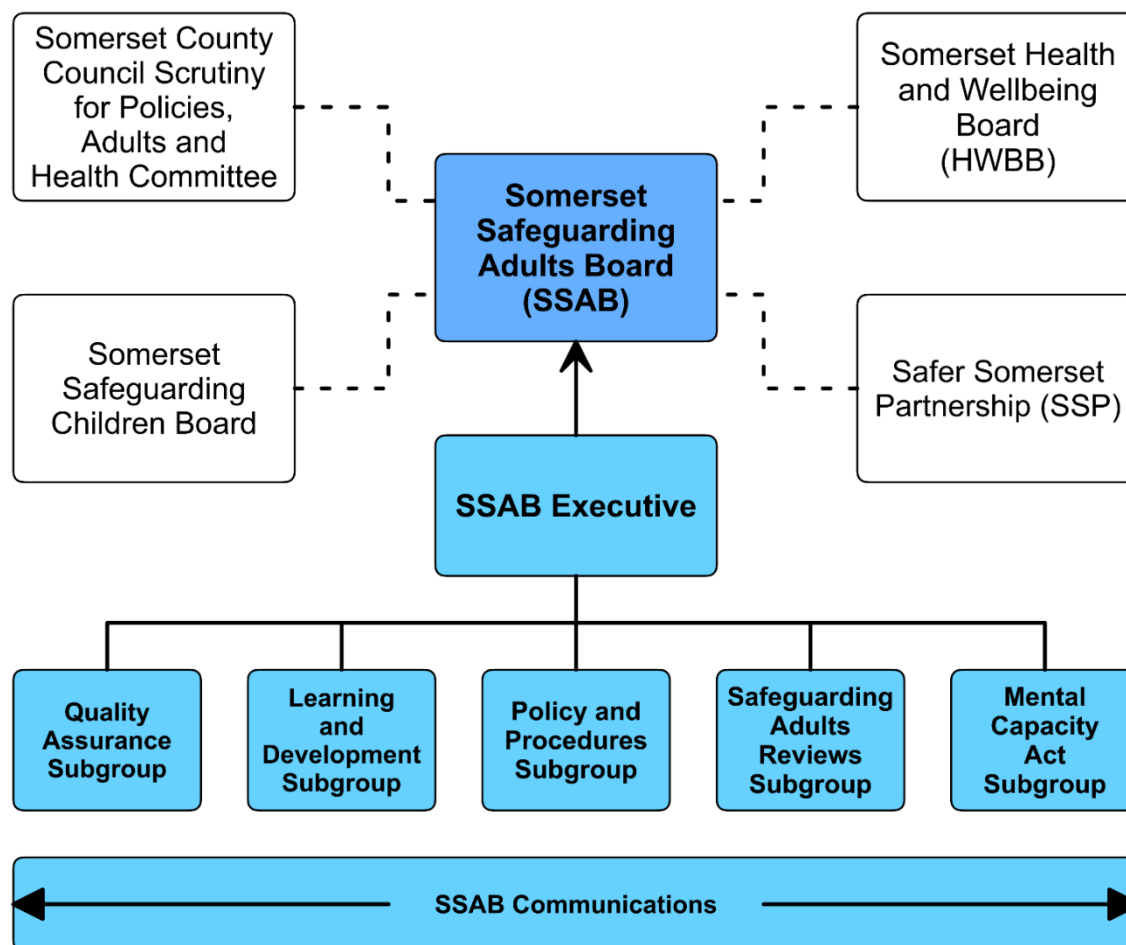 Somerset County
Council Scrutiny
for Policies,
Adults and
Health Committee
Somerset Health
and Wellbeing
Board
(HWBB)
Somerset
Safeguarding
Adults Board
(SSAB)
Somerset
Safeguarding
Children Board
Safer Somerset
Partnership (SSP)
SSAB Executive
Quality
Assurance
Subgroup
Learning
and
Development
Subgroup
Policy and
Procedures
Subgroup
Safeguarding
Adults
Reviews
Subgroup
Mental
Capacity
Act
Subgroup
SSAB Communications